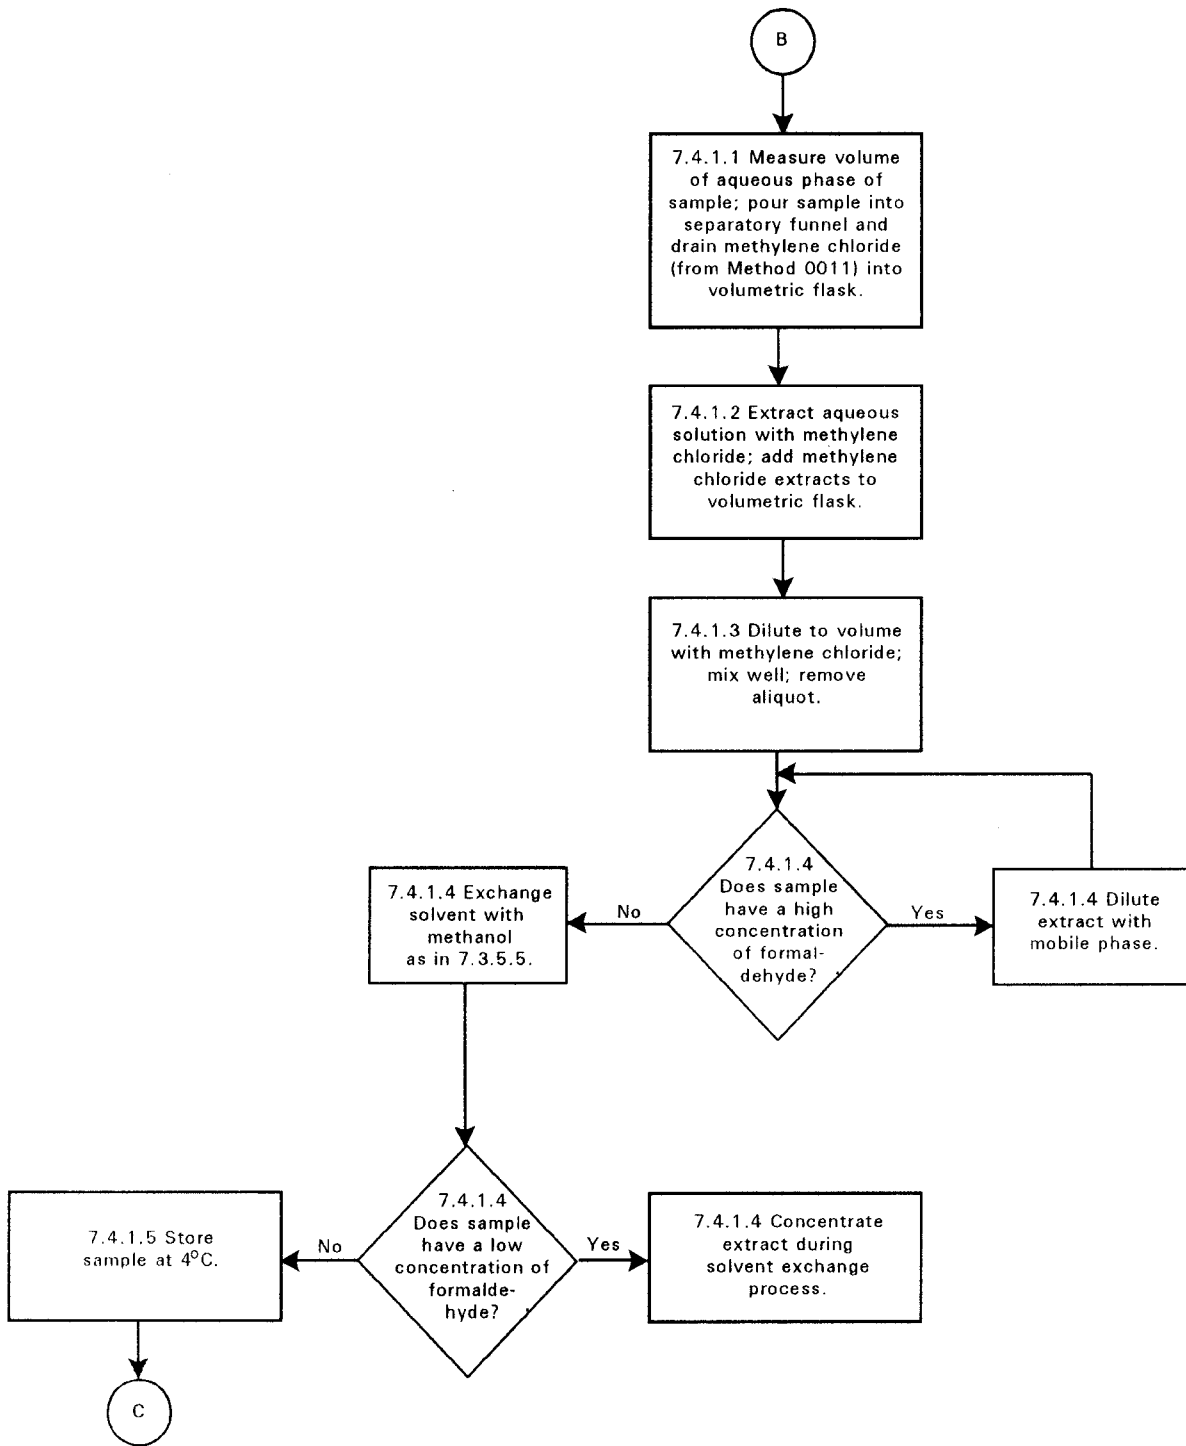 B
7.4.1.1 Measure volume
of aqueous phase of
sample; pour sample into
separatory funnel and
drain methylene chloride
(from Method 0011) into
volumetric flask.
7.4.1.2 Extract aqueous
solution with methylene
chloride; add methylene
chloride extracts to
volumetric flask.
7.4.1.3 Dilute to volume
with methylene chloride;
mix well; remove
aliquot.
7.4.1.4
Does sample
have a high
concentration
of formal-
dehyde?
No
Yes
7.4.1.4 Exchange
solvent with
methanol
as in 7.3.5.5.
7.4.1.4 Dilute
extract with
mobile phase.
7.4.1.4
Does sample
have a low
concentration of
formalde-
hyde?
No
Yes
7.4.1.5 Store
sample at 4°C.
7.4.1.4 Concentrate
extract during
solvent exchange
process.
C